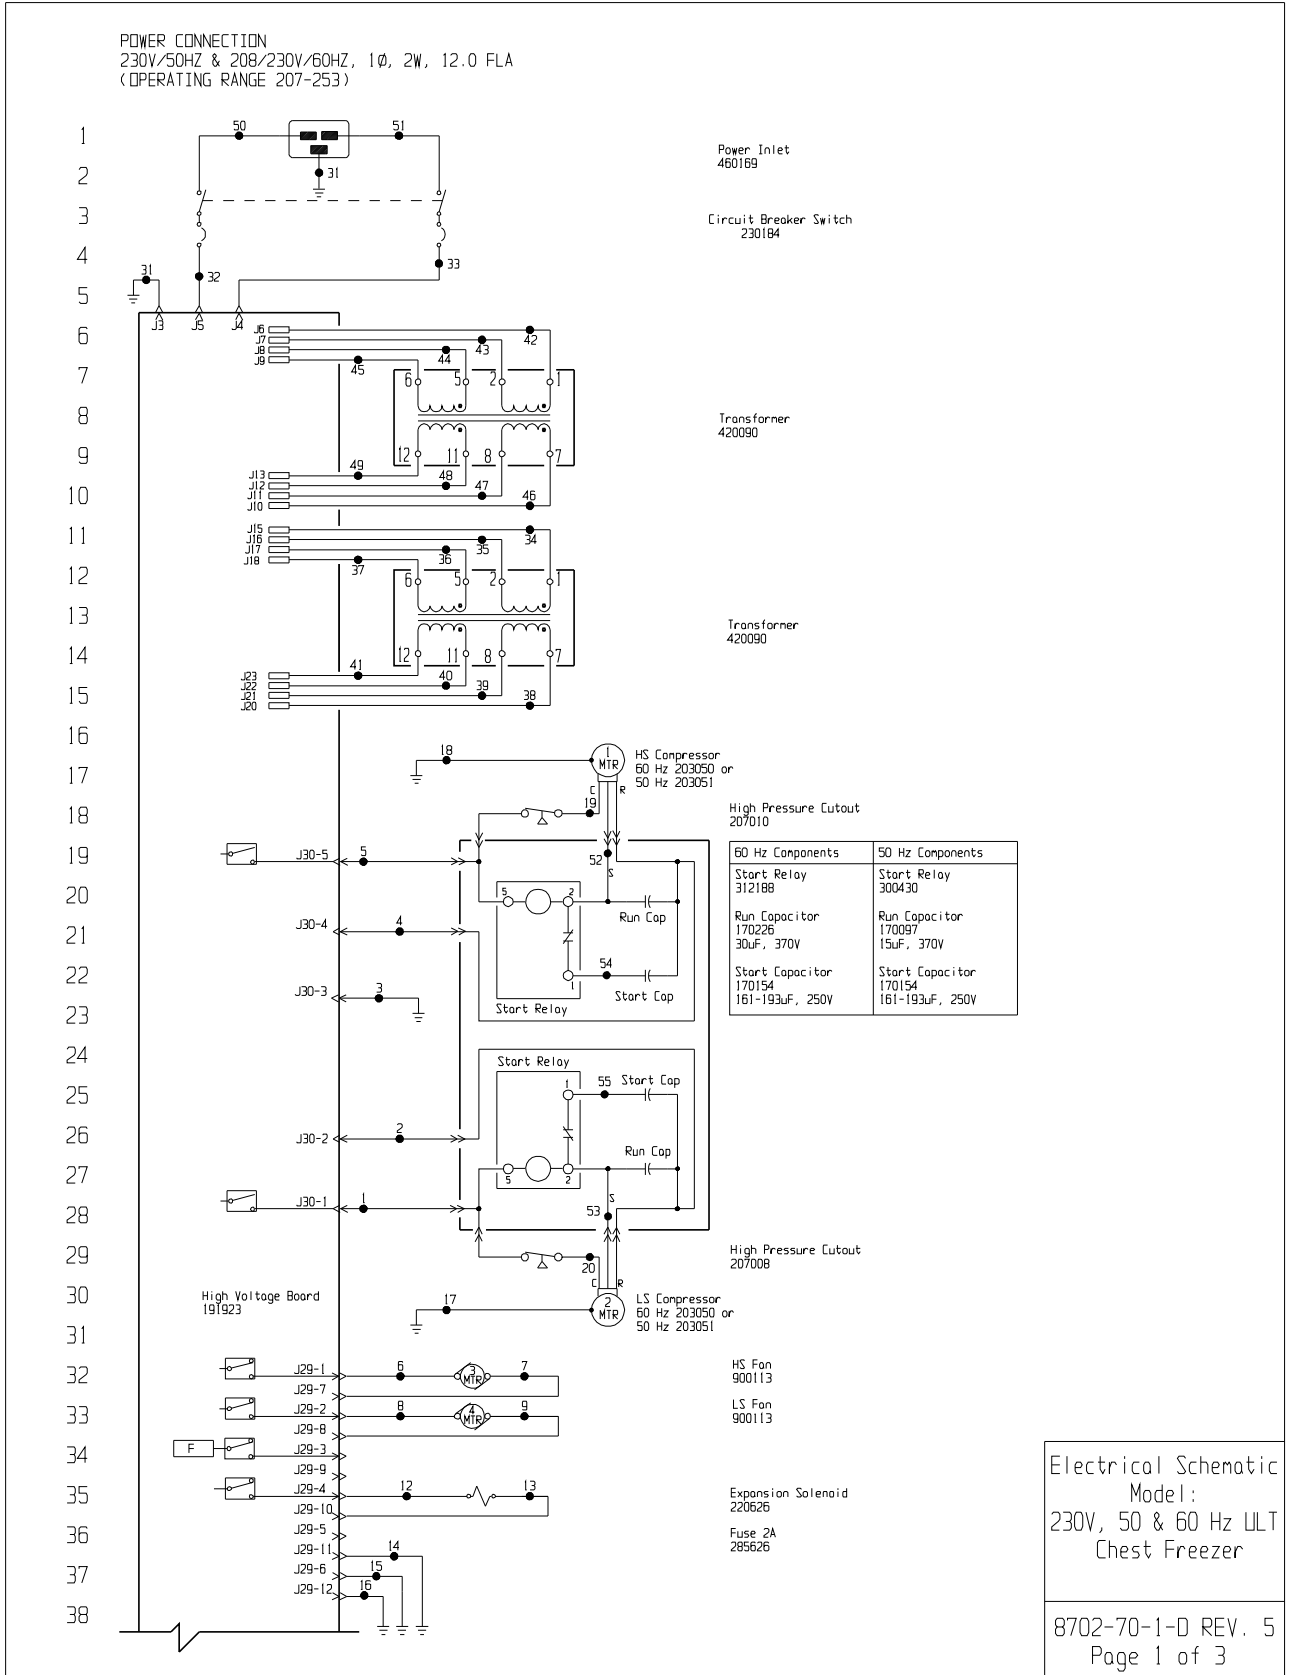 POWER CONNECTION
230V/50HZ & 208/230V/60HZ, 1Ø, 2W, 12.0 FLA
(OPERATING RANGE 207-253)
1
50
51
Power Inlet
460169
2
31
3
Circuit Breaker Switch
230184
4
31
32
33
5
J3
J5
J4
6
J6
J7
J8
J9
42
43
44
45
7
6
5
2
1
8
Transformer
420090
9
12
11
8
7
J13
J12
J11
J10
49
48
47
46
10
11
J15
J16
J17
J18
34
35
36
37
12
6
5
2
1
13
Transformer
420090
14
12
11
8
7
J23
J22
J21
J20
41
40
39
38
15
16
17
18
1
MTR
HS Compressor
60 Hz 203050 or
50 Hz 203051
C
R
19
18
High Pressure Cutout
207010
19
J30-5
5
52
S
60 Hz Components
50 Hz Components
Start Relay
312188
Start Relay
300430
20
5
2
Run Cap
21
J30-4
4
Run Capacitor
170226
30uF, 370V
Run Capacitor
170097
15uF, 370V
22
54
1
Start Cap
J30-3
3
Start Relay
Start Capacitor
170154
161-193uF, 250V
Start Capacitor
170154
161-193uF, 250V
23
24
Start Relay
25
1
55
Start Cap
26
J30-2
2
Run Cap
27
5
2
28
J30-1
1
53
S
29
High Pressure Cutout
207008
20
C
R
30
High Voltage Board
191923
17
2
MTR
LS Compressor
60 Hz 203050 or
50 Hz 203051
31
32
J29-1
6
3
MTR
7
HS Fan
900113
J29-7
33
J29-2
8
4
MTR
9
LS Fan
900113
J29-8
34
F
J29-3
J29-9
35
J29-4
12
13
Expansion Solenoid
220626
J29-10
36
J29-5
Fuse 2A
285626
J29-11
14
37
J29-6
15
J29-12
16
38
Electrical Schematic
Model:
230V, 50 & 60 Hz ULT
Chest Freezer
8702-70-1-D REV. 5
Page 1 of 3